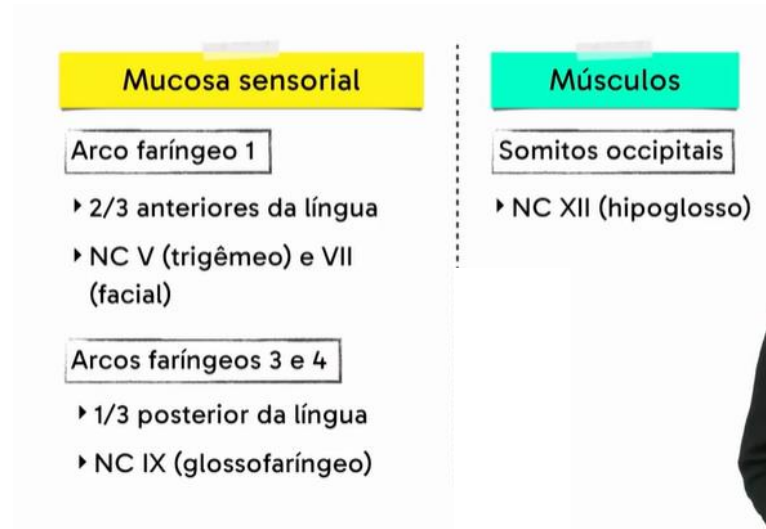 Mucosa sensorial
Arco faríngeo 1
2/3 anteriores da língua
NC V (trigêmeo) e VII
(facial)
Arcos faríngeos 3 e 4
1/3 posterior da língua
NC IX (glossofaríngeo)
Músculos
Somitos occipitais
NC XII (hipoglosso)